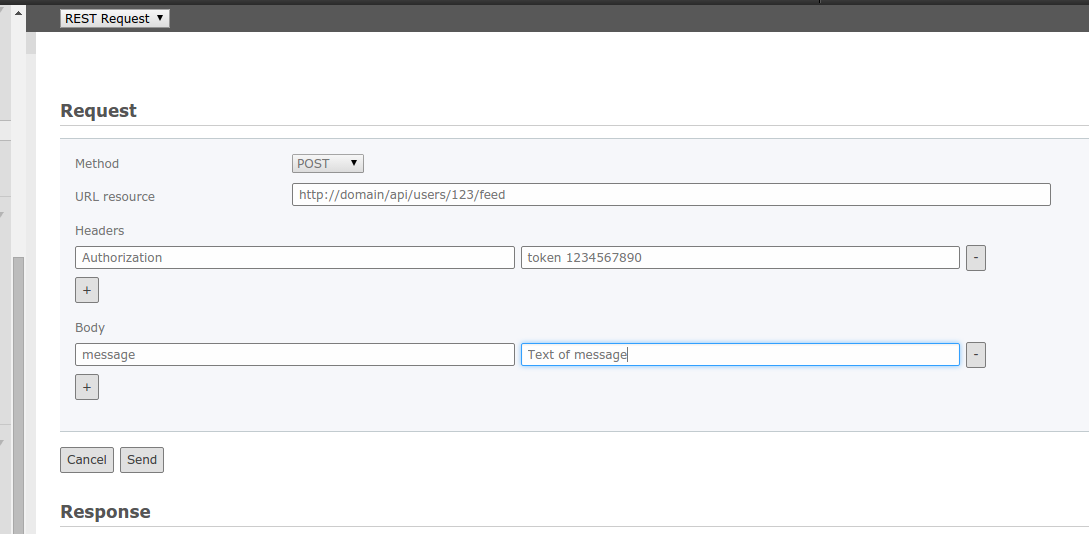 REST Request
Request
Method POST
URL resource http://domain/api/users/123/feed
Headers
Authorization token 1234567890 -
+
Body
message Text of message -
+
Cancel Send
Response